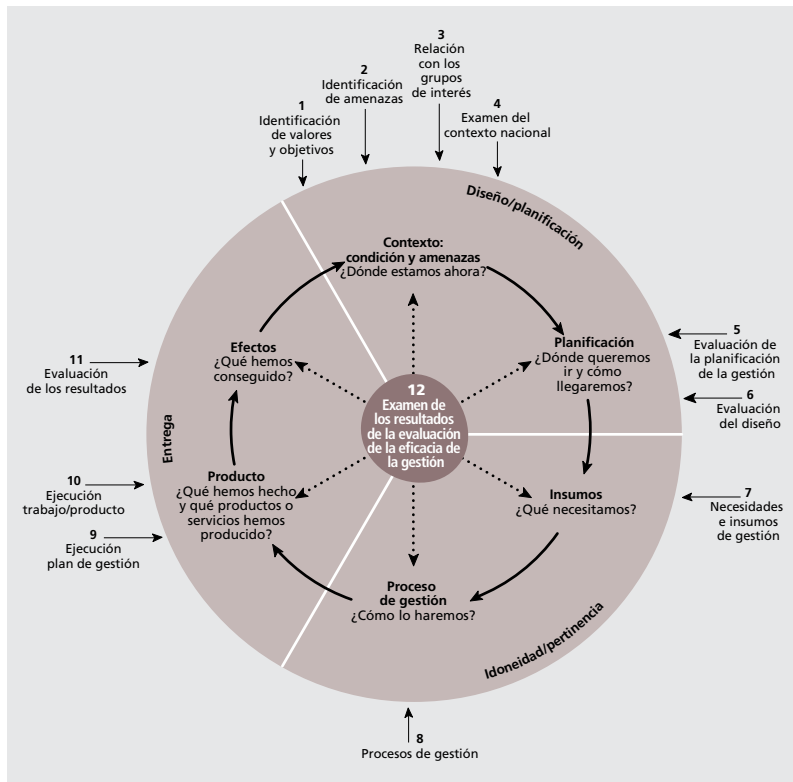 1
Identificación
de valores
y objetivos
2
Identificación
de amenazas
3
Relación
con los
grupos
de interés
4
Examen del
contexto nacional
Diseño/planificación
Contexto:
condición y amenazas
¿Dónde estamos ahora?
Planificación
¿Dónde queremos
ir y cómo
llegaremos?
5
Evaluación de
la planificación
de la gestión
6
Evaluación
del diseño
Insumos
¿Qué necesitamos?
7
Necesidades
e insumos
de gestión
Idoneidad/pertinencia
Proceso
de gestión
¿Cómo lo haremos?
8
Procesos de gestión
Producto
¿Qué hemos hecho
y qué productos o
servicios hemos
producido?
9
Ejecución
plan de gestión
10
Ejecución
trabajo/producto
Entrega
Efectos
¿Qué hemos
conseguido?
11
Evaluación
de los resultados
12
Examen de
los resultados
de la evaluación
de la eficacia de
la gestión